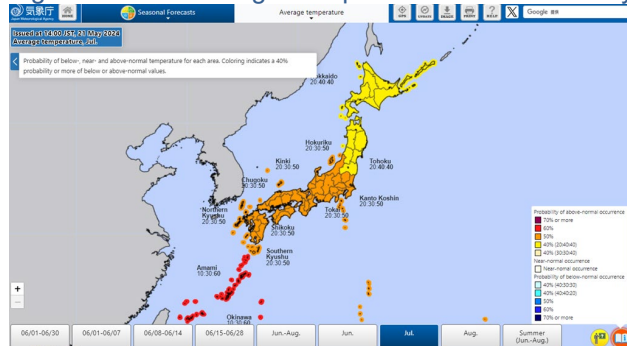 気象庁
Japan Meteorological Agency
HOME
Seasonal Forecasts
Average temperature
GPS
UPDATE
IMAGE
PRINT
HELP
X
Google
Issued at 14:00 JST, 21 May 2024
Average temperature, Jul.
Probability of below-, near- and above-normal temperature for each area. Coloring indicates a 40%
probability or more of below or above-normal values.
Hokkaido
20:40:40
Hokuriku
20:30:50
Kinki
20:30:50
Tohoku
20:40:40
Chugoku
20:30:50
Kanto Koshin
20:30:50
Northern
Kyushu
20:30:50
Tokai
20:30:50
Shikoku
20:30:50
Southern
Kyushu
20:30:50
Amami
10:30:60
Okinawa
10:30:60
Probability of above-normal occurrence
70% or more
60%
50%
40% (20:40:40)
40% (30:30:40)
Near-normal occurrence
Near-normal occurrence
Probability of below-normal occurrence
40% (40:30:30)
40% (40:40:20)
50%
60%
70% or more
+
−
06/01-06/30
06/01-06/07
06/08-06/14
06/15-06/28
Jun.-Aug.
Jun.
Jul.
Aug.
Summer
(Jun.-Aug.)